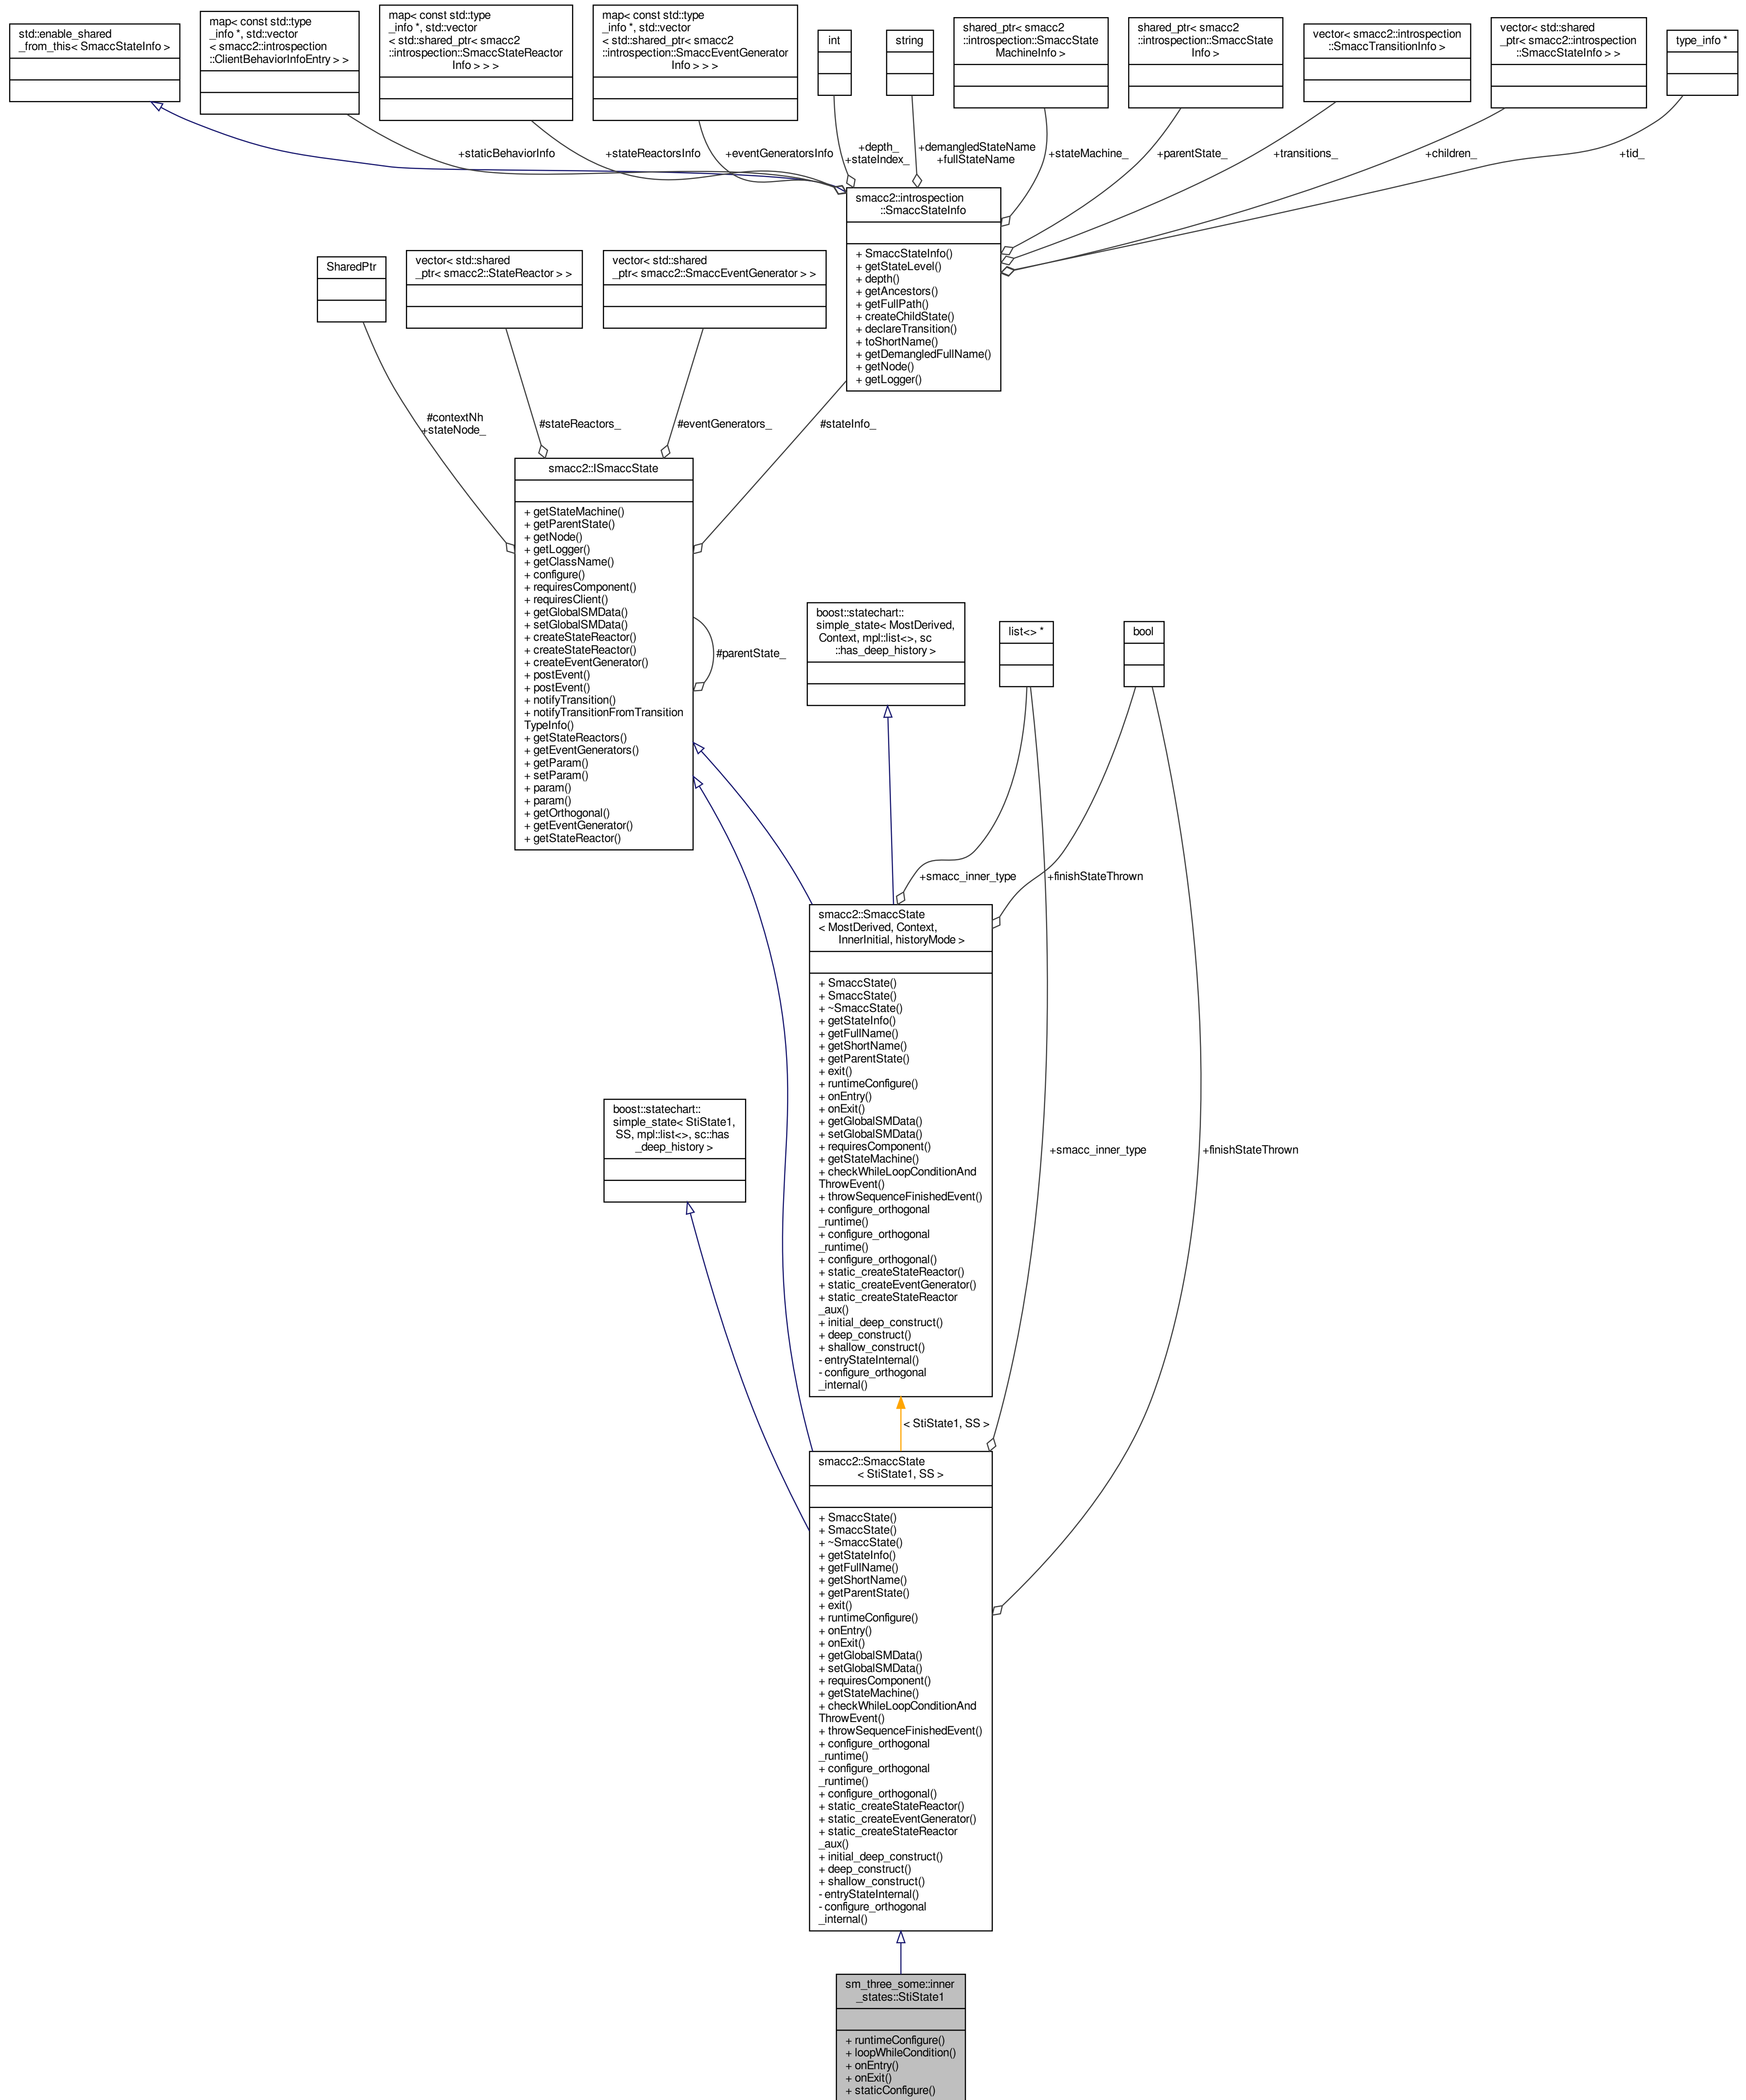 std::enable_shared
_from_this< SmaccStateInfo >
map< const std::type
_info *, std::vector
< smacc2::introspection
::ClientBehaviorInfoEntry > >
map< const std::type
_info *, std::vector
< std::shared_ptr< smacc2
::introspection::SmaccStateReactor
Info > > >
map< const std::type
_info *, std::vector
< std::shared_ptr< smacc2
::introspection::SmaccEventGenerator
Info > > >
int
string
shared_ptr< smacc2
::introspection::SmaccState
MachineInfo >
shared_ptr< smacc2
::introspection::SmaccState
Info >
vector< smacc2::introspection
::SmaccTransitionInfo >
vector< std::shared
_ptr< smacc2::introspection
::SmaccStateInfo > >
type_info *
+staticBehaviorInfo
+stateReactorsInfo
+eventGeneratorsInfo
+depth_
+stateIndex_
+demangledStateName
+fullStateName
+stateMachine_
+parentState_
+transitions_
+children_
+tid_
smacc2::introspection
::SmaccStateInfo
+ SmaccStateInfo()
+ getStateLevel()
+ depth()
+ getAncestors()
+ getFullPath()
+ createChildState()
+ declareTransition()
+ toShortName()
+ getDemangledFullName()
+ getNode()
+ getLogger()
SharedPtr
vector< std::shared
_ptr< smacc2::StateReactor > >
vector< std::shared
_ptr< smacc2::SmaccEventGenerator > >
#contextNh
+stateNode_
#stateReactors_
#eventGenerators_
#stateInfo_
smacc2::ISmaccState
+ getStateMachine()
+ getParentState()
+ getNode()
+ getLogger()
+ getClassName()
+ configure()
+ requiresComponent()
+ requiresClient()
+ getGlobalSMData()
+ setGlobalSMData()
+ createStateReactor()
+ createStateReactor()
+ createEventGenerator()
+ postEvent()
+ postEvent()
+ notifyTransition()
+ notifyTransitionFromTransition
TypeInfo()
+ getStateReactors()
+ getEventGenerators()
+ getParam()
+ setParam()
+ param()
+ param()
+ getOrthogonal()
+ getEventGenerator()
+ getStateReactor()
#parentState_
boost::statechart::
simple_state< MostDerived,
Context, mpl::list<>, sc
::has_deep_history >
list<> *
bool
+smacc_inner_type
+finishStateThrown
smacc2::SmaccState
< MostDerived, Context,
InnerInitial, historyMode >
+ SmaccState()
+ SmaccState()
+ ~SmaccState()
+ getStateInfo()
+ getFullName()
+ getShortName()
+ getParentState()
+ exit()
+ runtimeConfigure()
+ onEntry()
+ onExit()
+ getGlobalSMData()
+ setGlobalSMData()
+ requiresComponent()
+ getStateMachine()
+ checkWhileLoopConditionAnd
ThrowEvent()
+ throwSequenceFinishedEvent()
+ configure_orthogonal
_runtime()
+ configure_orthogonal
_runtime()
+ configure_orthogonal()
+ static_createStateReactor()
+ static_createEventGenerator()
+ static_createStateReactor
_aux()
+ initial_deep_construct()
+ deep_construct()
+ shallow_construct()
- entryStateInternal()
- configure_orthogonal
_internal()
boost::statechart::
simple_state< StiState1,
SS, mpl::list<>, sc::has
_deep_history >
+smacc_inner_type
+finishStateThrown
< StiState1, SS >
smacc2::SmaccState
< StiState1, SS >
+ SmaccState()
+ SmaccState()
+ ~SmaccState()
+ getStateInfo()
+ getFullName()
+ getShortName()
+ getParentState()
+ exit()
+ runtimeConfigure()
+ onEntry()
+ onExit()
+ getGlobalSMData()
+ setGlobalSMData()
+ requiresComponent()
+ getStateMachine()
+ checkWhileLoopConditionAnd
ThrowEvent()
+ throwSequenceFinishedEvent()
+ configure_orthogonal
_runtime()
+ configure_orthogonal
_runtime()
+ configure_orthogonal()
+ static_createStateReactor()
+ static_createEventGenerator()
+ static_createStateReactor
_aux()
+ initial_deep_construct()
+ deep_construct()
+ shallow_construct()
- entryStateInternal()
- configure_orthogonal
_internal()
sm_three_some::inner
_states::StiState1
+ runtimeConfigure()
+ loopWhileCondition()
+ onEntry()
+ onExit()
+ staticConfigure()